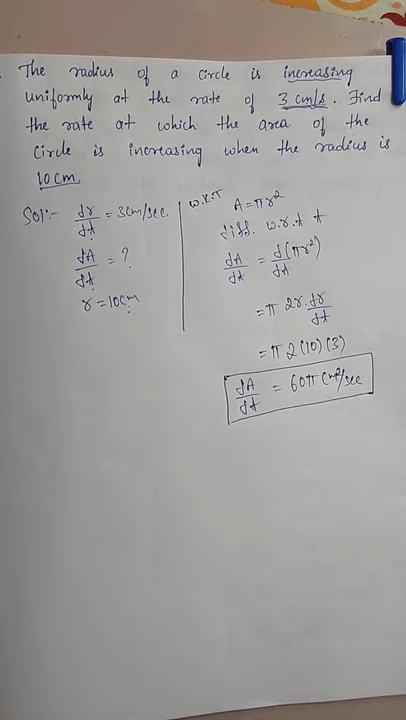 The radius of a circle is increasing
uniformly at the rate of 3 cm/s. Find
the rate at which the area of the
Circle is increasing when the radius is
10 cm.
Sol:- dr/dt = 3cm/sec.
dA/dt = ?
r = 10cm
W.K.T A = πr²
diff. w.r.t t
dA/dt = d/dt (πr²)
= π 2r. dr/dt
= π 2 (10) (3)
dA/dt = 60π cm²/sec